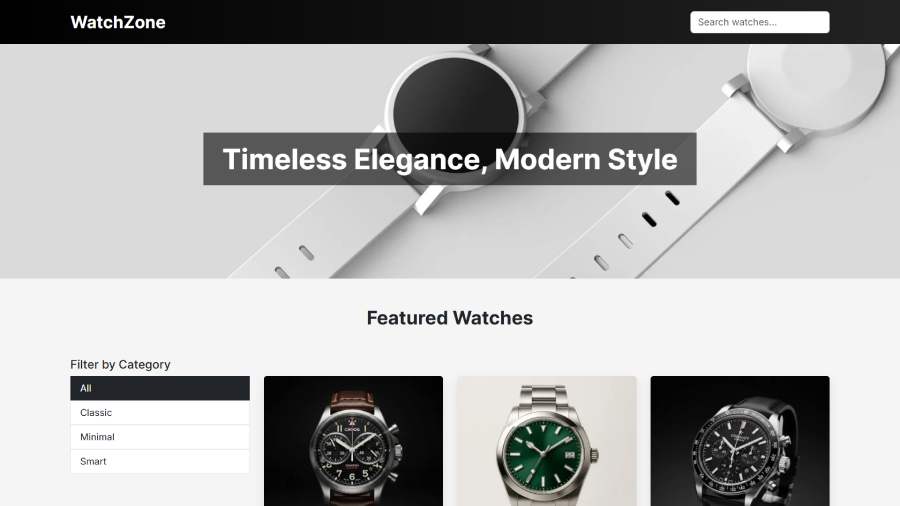 WatchZone
Search watches...
Timeless Elegance, Modern Style
Featured Watches
Filter by Category
All
Classic
Minimal
Smart